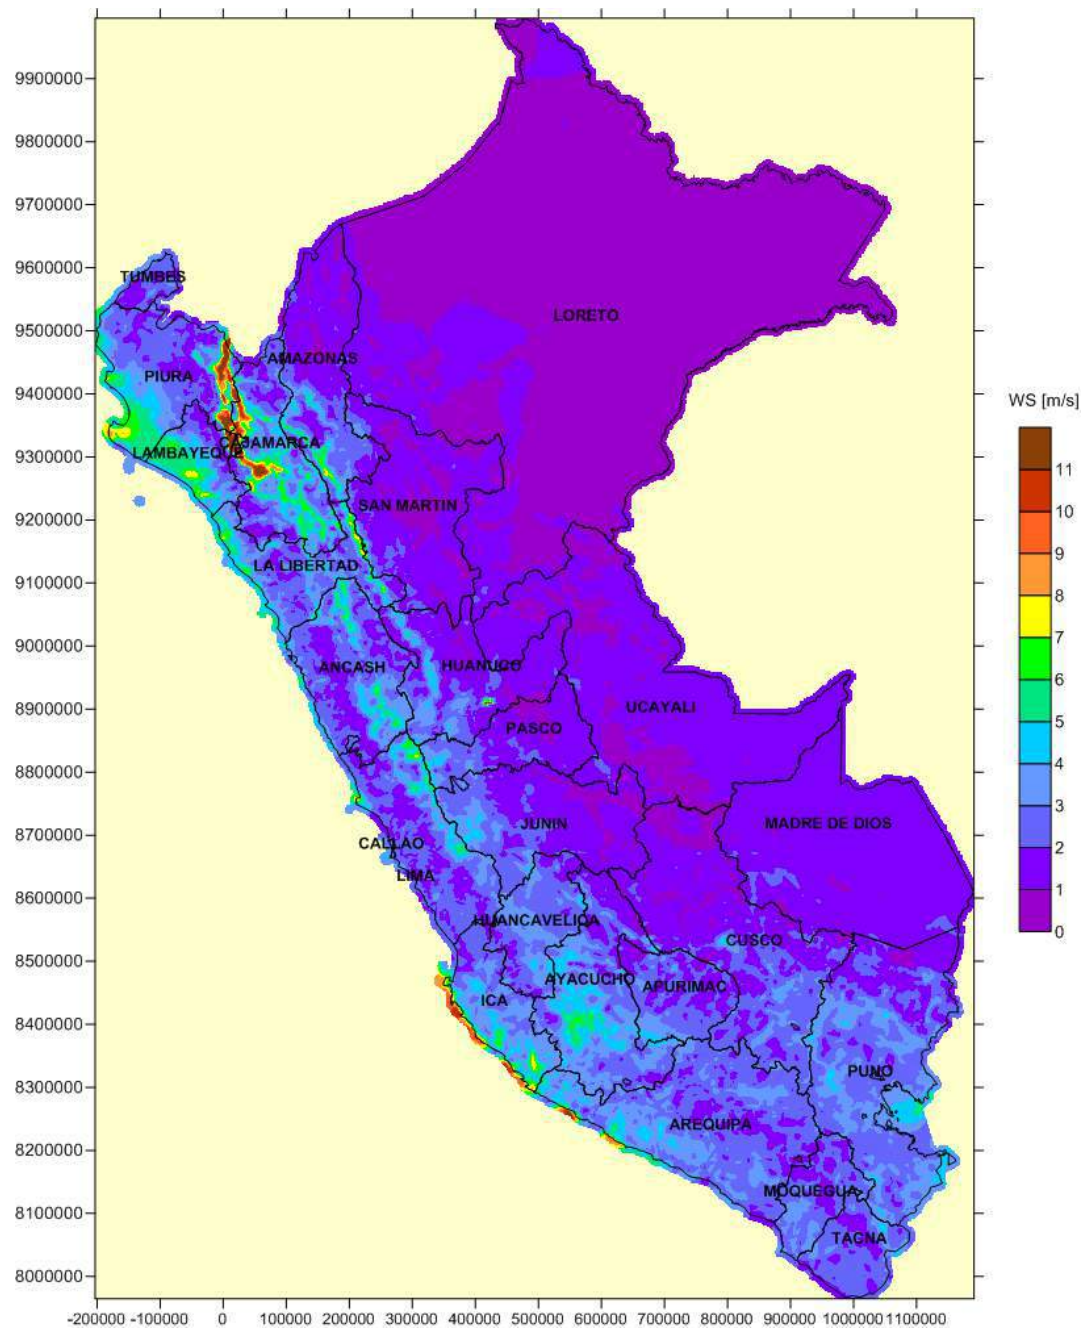 9900000
9800000
9700000
9600000
9500000
9400000
9300000
9200000
9100000
9000000
8900000
8800000
8700000
8600000
8500000
8400000
8300000
8200000
8100000
8000000
TUMBES
LORETO
AMAZONAS
PIURA
CAJAMARCA
LAMBAYEQUE
SAN MARTIN
LA LIBERTAD
ANCASH
HUANUCO
UCAYALI
PASCO
JUNIN
MADRE DE DIOS
CALLAO
LIMA
HUANCAVELICA
CUSCO
AYACUCHO
APURIMAC
ICA
PUNO
AREQUIPA
MOQUEGUA
TACNA
WS [m/s]
11
10
9
8
7
6
5
4
3
2
1
0
-200000 -100000 0 100000 200000 300000 400000 500000 600000 700000 800000 900000 1000000 1100000